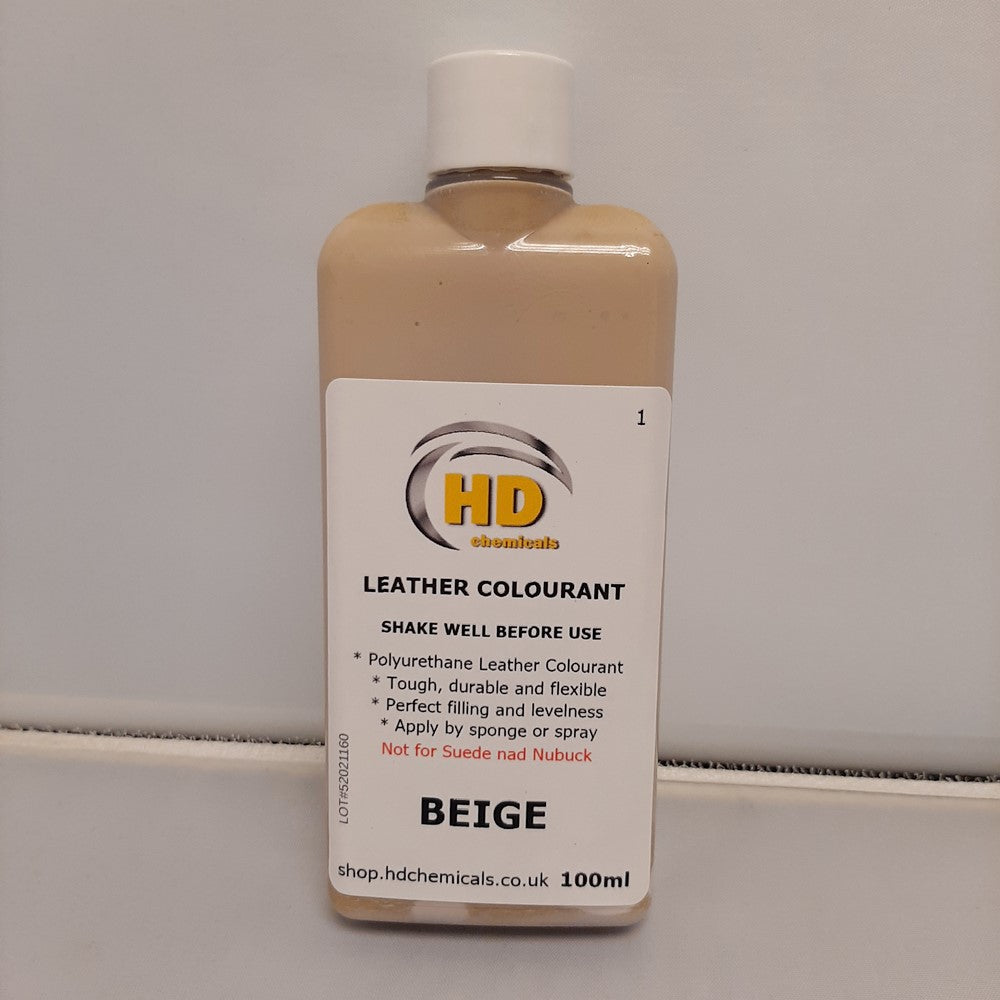 1
HD
chemicals
LEATHER COLOURANT
SHAKE WELL BEFORE USE
* Polyurethane Leather Colourant
* Tough, durable and flexible
* Perfect filling and levelness
* Apply by sponge or spray
Not for Suede nad Nubuck
LOT#52021160
BEIGE
shop.hdchemicals.co.uk 100ml